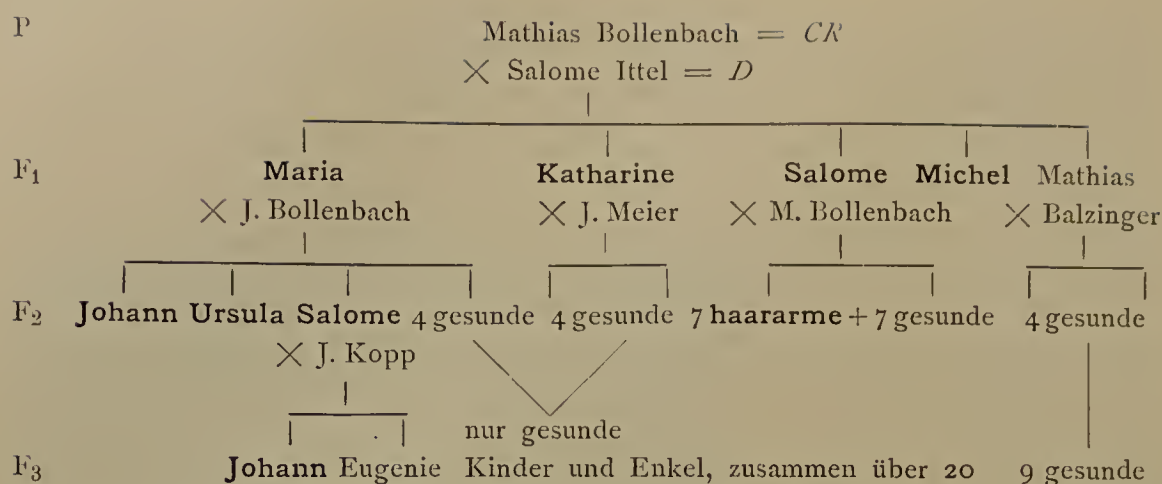 P Mathias Bollenbach = CR
× Salome Ittel = D
F₁ Maria Katharine Salome Michel Mathias
× J. Bollenbach × J. Meier × M. Bollenbach × Balzinger
F₂ Johann Ursula Salome 4 gesunde 4 gesunde 7 haararme + 7 gesunde 4 gesunde
× J. Kopp
nur gesunde
F₃ Johann Eugenie Kinder und Enkel, zusammen über 20 9 gesunde